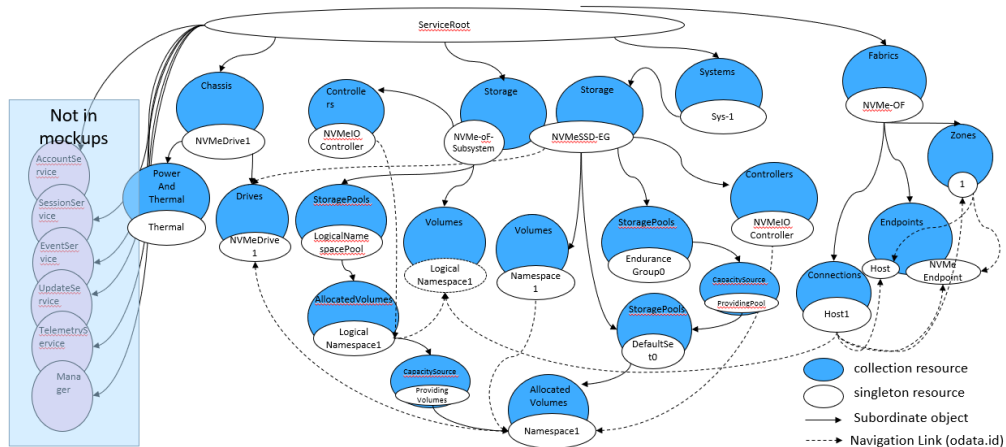 ServiceRoot
Not in
mockups
AccountSe
rvice
SessionSer
vice
EventSer
vice
UpdateSe
rvice
TelemetryS
ervice
Mana
ger
Chassis
NVMeDrive1
Power
And
Thermal
Thermal
Drives
NVMeDrive
1
Controlle
rs
NVMeIO
Controller
Storage
NVMe-oF-
Subsystem
StoragePools
LogicalName
spacePool
AllocatedVolumes
Logical
Namespace1
CapacitySource
Providing
Volumes
Volumes
Logical
Namespace1
Storage
NVMeSSD-EG
Volumes
Namespace
1
StoragePools
Endurance
Group0
CapacitySource
ProvidingPool
StoragePools
DefaultSe
t0
Allocated
Volumes
Namespace1
Systems
Sys-1
Controllers
NVMeIO
Controller
Fabrics
NVMe-OF
Zones
1
Endpoints
Host
NVMe
Endpoint
Connections
Host1
collection resource
singleton resource
Subordinate object
Navigation Link (odata.id)